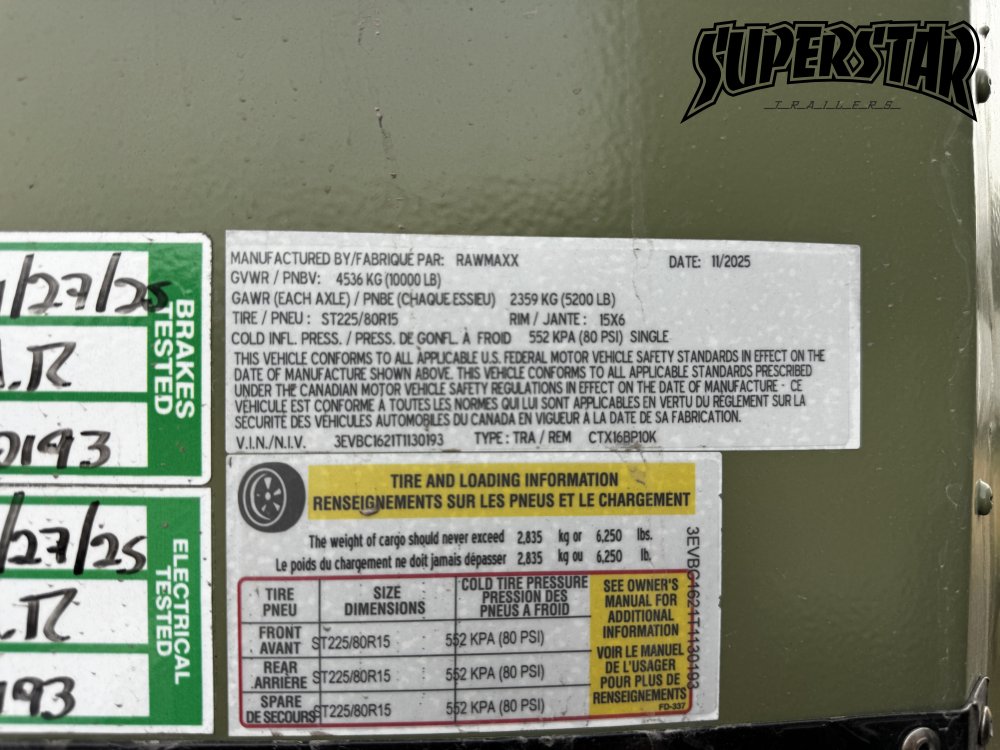 SUPERSTAR
TRAILERS
/27/25
.R
0193
BRAKES
TESTED
MANUFACTURED BY/FABRIQUÉ PAR: RAWMAXX DATE: 11/2025
GVWR / PNBV: 4536 KG (10000 LB)
GAWR (EACH AXLE) / PNBE (CHAQUE ESSIEU) 2359 KG (5200 LB)
TIRE / PNEU : ST225/80R15 RIM / JANTE : 15X6
COLD INFL. PRESS. / PRESS. DE GONFL. À FROID 552 KPA (80 PSI) SINGLE
THIS VEHICLE CONFORMS TO ALL APPLICABLE U.S. FEDERAL MOTOR VEHICLE SAFETY STANDARDS IN EFFECT ON THE
DATE OF MANUFACTURE SHOWN ABOVE. THIS VEHICLE CONFORMS TO ALL APPLICABLE STANDARDS PRESCRIBED
UNDER THE CANADIAN MOTOR VEHICLE SAFETY REGULATIONS IN EFFECT ON THE DATE OF MANUFACTURE - CE
VÉHICULE EST CONFORME À TOUTES LES NORMES QUI LUI SONT APPLICABLES EN VERTU DU RÈGLEMENT SUR LA
SÉCURITÉ DES VÉHICULES AUTOMOBILES DU CANADA EN VIGUEUR À LA DATE DE SA FABRICATION.
V.I.N./N.I.V. 3EVBC1621T1130193 TYPE : TRA / REM CTX16BP10K
/27/25
.R
193
ELECTRICAL
TESTED
TIRE AND LOADING INFORMATION
RENSEIGNEMENTS SUR LES PNEUS ET LE CHARGEMENT
The weight of cargo should never exceed 2,835 kg or 6,250 lbs.
Le poids du chargement ne doit jamais dépasser 2,835 kg ou 6,250 lb.
TIRE
PNEU
SIZE
DIMENSIONS
COLD TIRE PRESSURE
PRESSION DES
PNEUS A FROID
FRONT
AVANT
ST225/80R15 552 KPA (80 PSI)
REAR
ARRIÈRE
ST225/80R15 552 KPA (80 PSI)
SPARE
DE SECOURS
ST225/80R15 552 KPA (80 PSI)
SEE OWNER'S
MANUAL FOR
ADDITIONAL
INFORMATION
VOIR LE MANUEL
DE L'USAGER
POUR PLUS DE
RENSEIGNEMENTS
FD-337
3EVBC1621T1130193